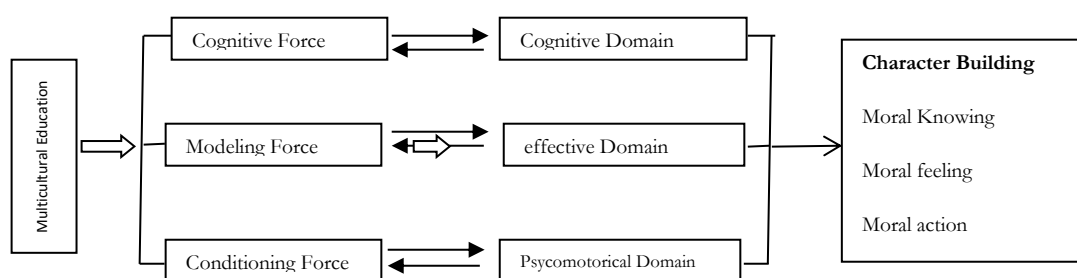 Multicultural Education
Cognitive Force
Cognitive Domain
Modeling Force
effective Domain
Conditioning Force
Psycomotorical Domain
Character Building
Moral Knowing
Moral feeling
Moral action